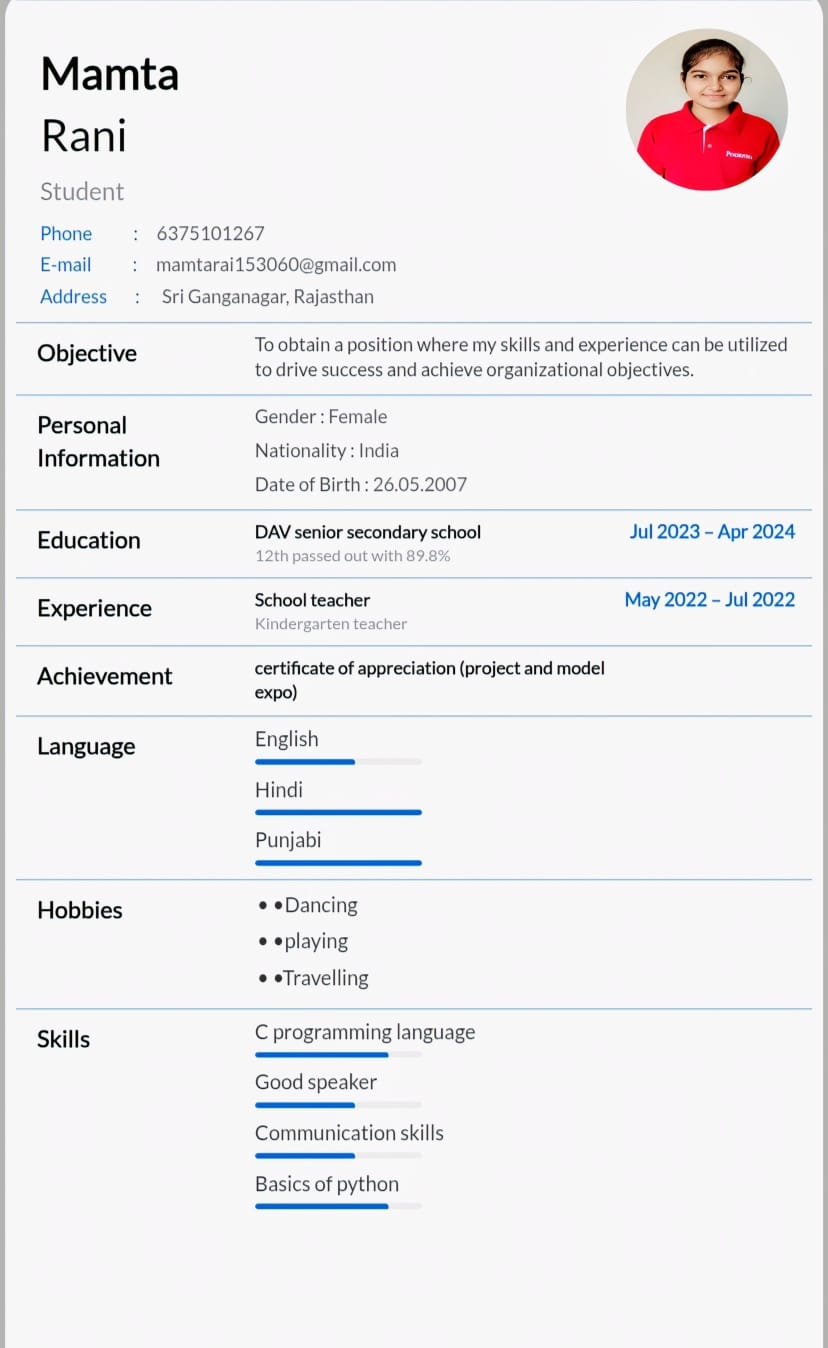 Mamta
Rani
Student
Phone : 6375101267
E-mail : mamtarai153060@gmail.com
Address : Sri Ganganagar, Rajasthan
Objective
To obtain a position where my skills and experience can be utilized
to drive success and achieve organizational objectives.
Personal
Information
Gender : Female
Nationality : India
Date of Birth : 26.05.2007
Education
DAV senior secondary school
Jul 2023 – Apr 2024
12th passed out with 89.8%
Experience
School teacher
May 2022 – Jul 2022
Kindergarten teacher
Achievement
certificate of appreciation (project and model
expo)
Language
English
Hindi
Punjabi
Hobbies
• •Dancing
• •playing
• •Travelling
Skills
C programming language
Good speaker
Communication skills
Basics of python